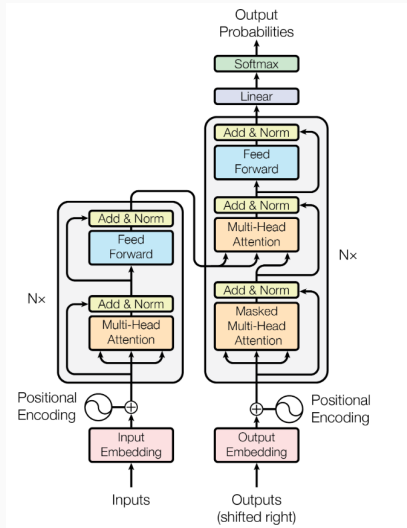 Output
Probabilities
Softmax
Linear
Add & Norm
Feed
Forward
Add & Norm
Multi-Head
Attention
Add & Norm
Masked
Multi-Head
Attention
Nx
Add & Norm
Feed
Forward
Add & Norm
Multi-Head
Attention
Nx
Positional
Encoding
Positional
Encoding
Input
Embedding
Output
Embedding
Inputs
Outputs
(shifted right)